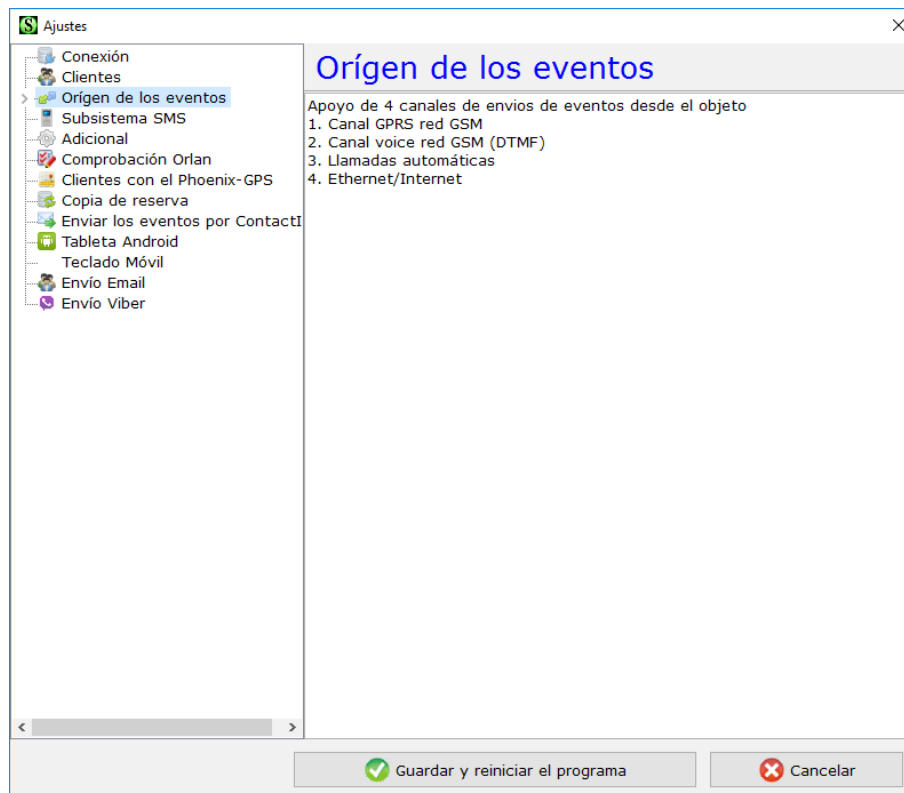 Ajustes
Conexión
Clientes
Orígen de los eventos
Subsistema SMS
Adicional
Comprobación Orlan
Clientes con el Phoenix-GPS
Copia de reserva
Enviar los eventos por ContactI
Tableta Android
Teclado Móvil
Envío Email
Envío Viber
Orígen de los eventos
Apoyo de 4 canales de envios de eventos desde el objeto
1. Canal GPRS red GSM
2. Canal voice red GSM (DTMF)
3. Llamadas automáticas
4. Ethernet/Internet
Guardar y reiniciar el programa
Cancelar